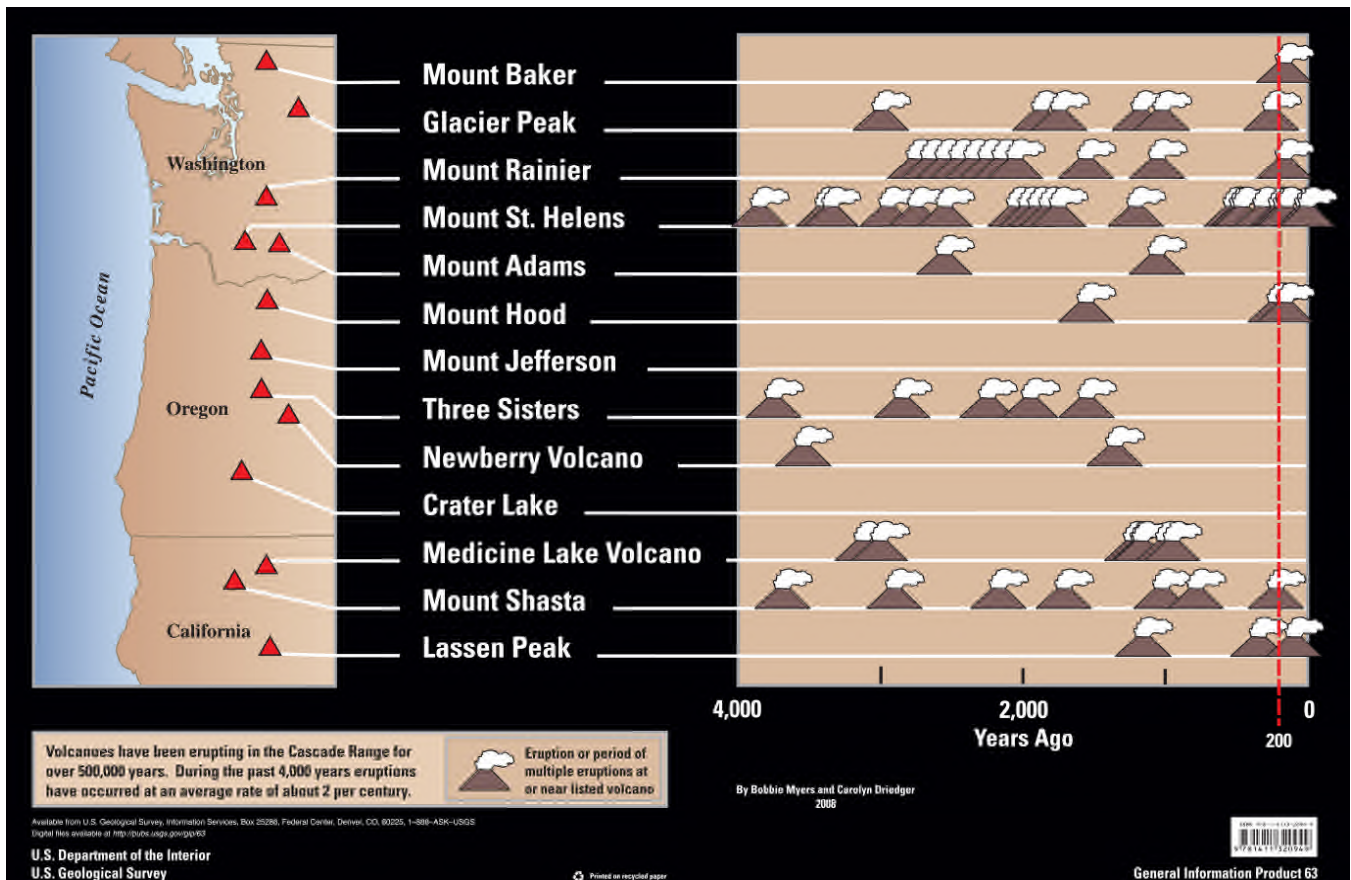 Washington
Oregon
California
Pacific Ocean
Mount Baker
Glacier Peak
Mount Rainier
Mount St. Helens
Mount Adams
Mount Hood
Mount Jefferson
Three Sisters
Newberry Volcano
Crater Lake
Medicine Lake Volcano
Mount Shasta
Lassen Peak
4,000
2,000
0
Years Ago
200
Volcanoes have been erupting in the Cascade Range for
over 500,000 years. During the past 4,000 years eruptions
have occurred at an average rate of about 2 per century.
Eruption or period of
multiple eruptions at
or near listed volcano
By Bobbie Myers and Carolyn Driedger
2008
Available from U.S. Geological Survey, Information Services, Box 25286, Federal Center, Denver, CO, 80225, 1–888–ASK–USGS
Digital files available at http://pubs.usgs.gov/gip/63
U.S. Department of the Interior
U.S. Geological Survey
Printed on recycled paper
9 781411 320949
General Information Product 63